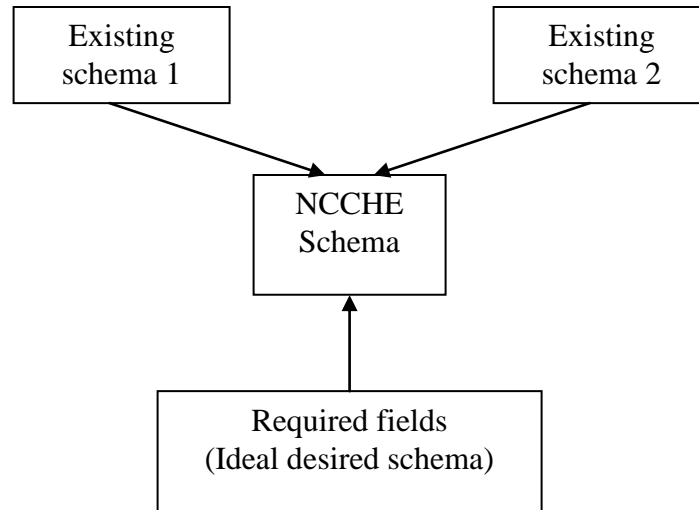 Existing
schema 1
Existing
schema 2
NCCHE
Schema
Required fields
(Ideal desired schema)